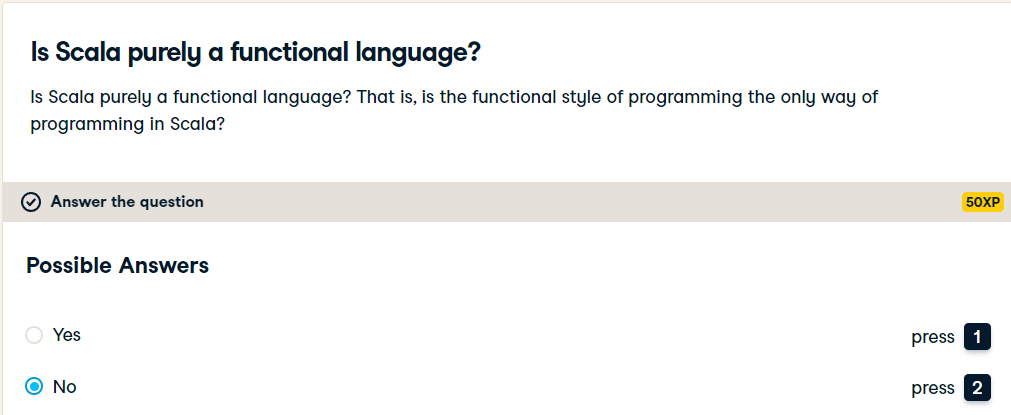 Is Scala purely a functional language?
Is Scala purely a functional language? That is, is the functional style of programming the only way of
programming in Scala?
Answer the question 50XP
Possible Answers
Yes press 1
No press 2